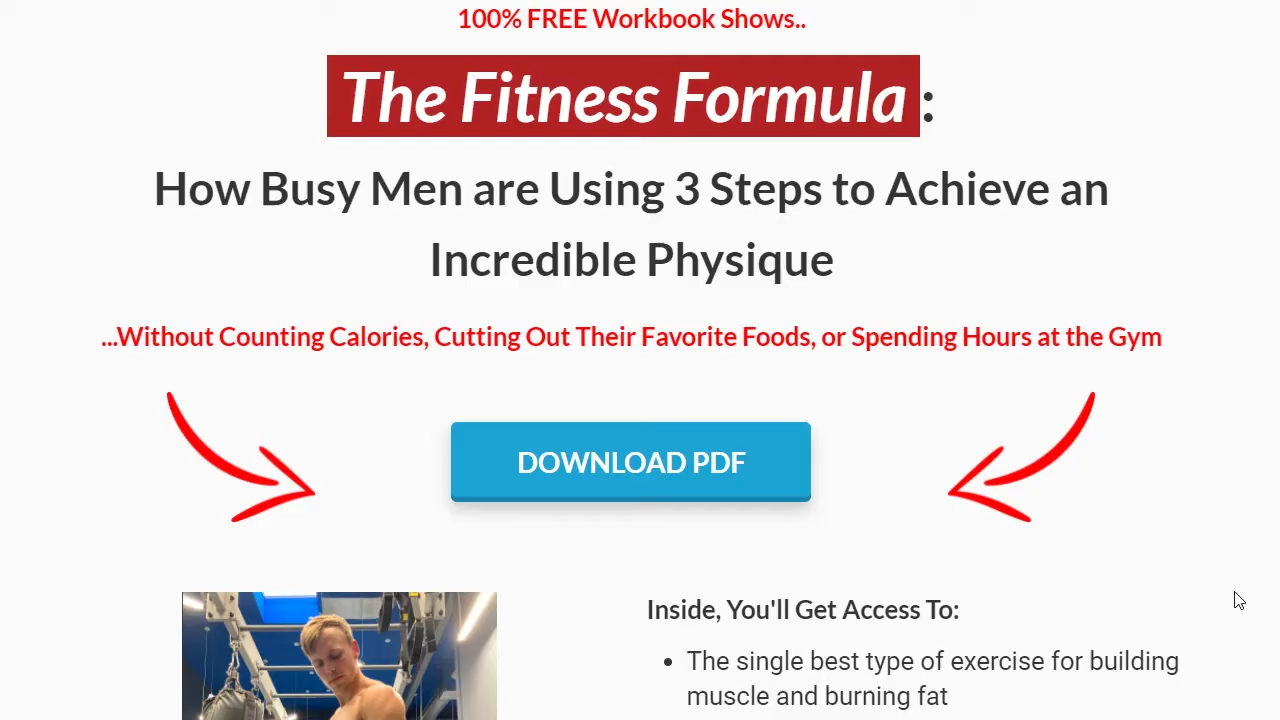 100% FREE Workbook Shows..
The Fitness Formula:
How Busy Men are Using 3 Steps to Achieve an
Incredible Physique
...Without Counting Calories, Cutting Out Their Favorite Foods, or Spending Hours at the Gym
DOWNLOAD PDF
Inside, You'll Get Access To:
• The single best type of exercise for building
muscle and burning fat